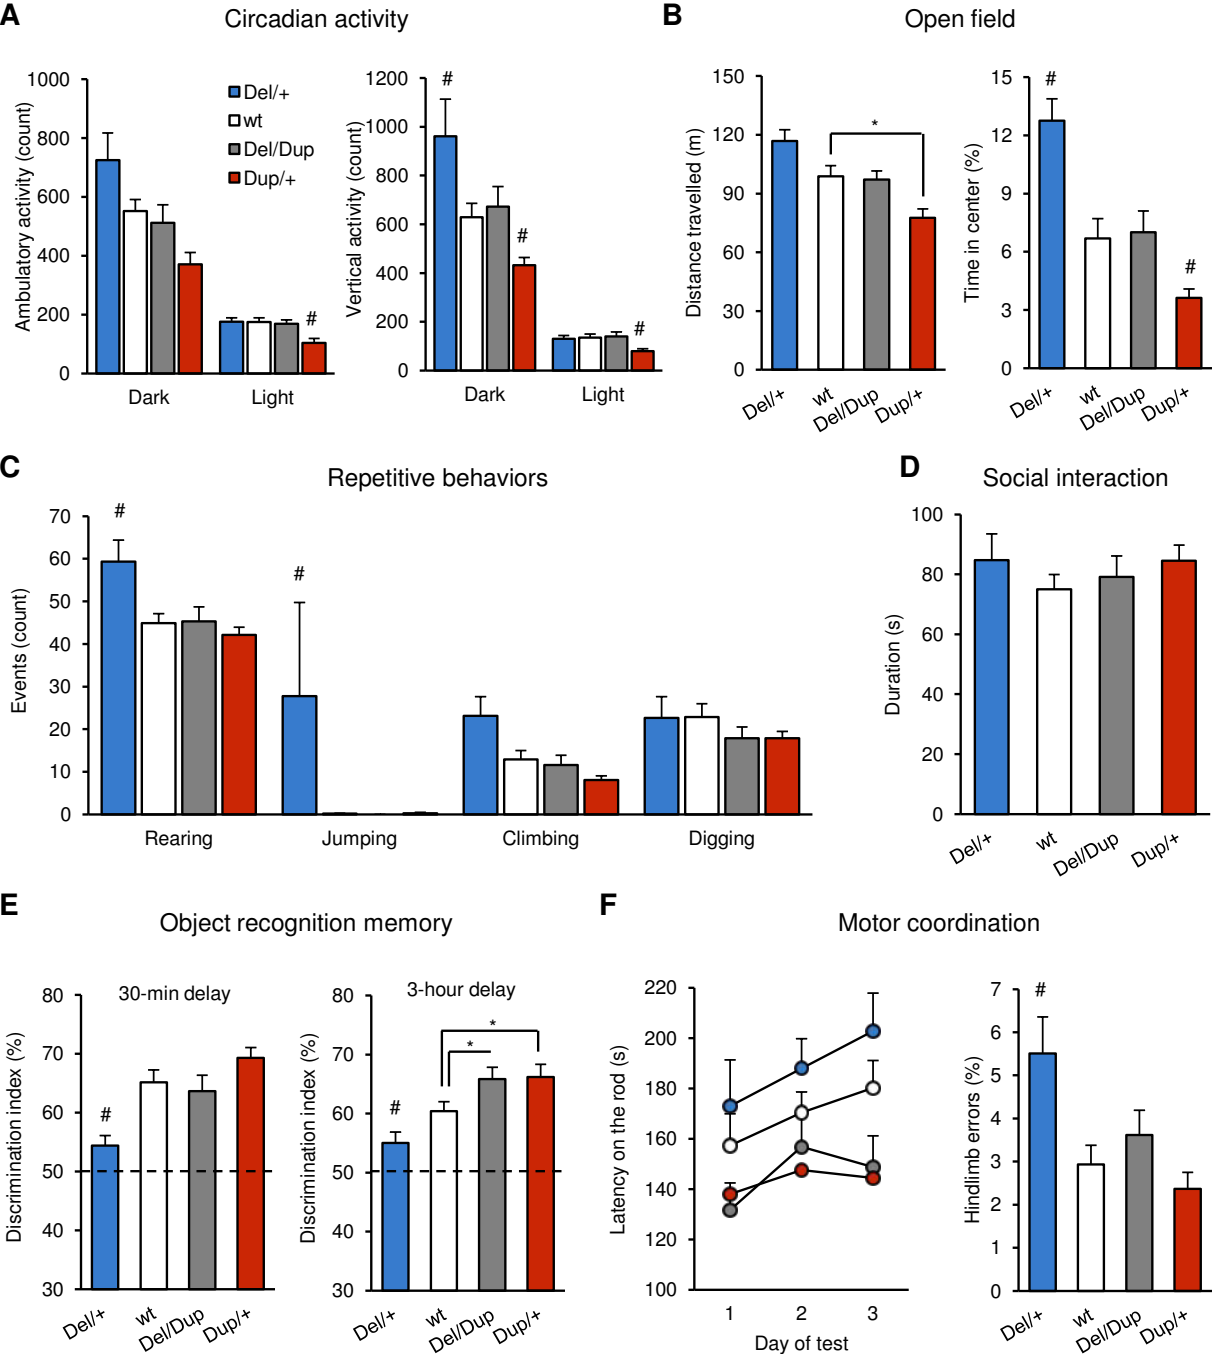 A
Circadian activity
Ambulatory activity (count)
1000
800
600
400
200
0
Del/+
wt
Del/Dup
Dup/+
#
Dark
Light
Vertical activity (count)
1200
1000
800
600
400
200
0
#
#
#
Dark
Light
B
Open field
Distance travelled (m)
150
120
90
60
30
0
*
Del/+
wt
Del/Dup
Dup/+
Time in center (%)
15
12
9
6
3
0
#
#
Del/+
wt
Del/Dup
Dup/+
C
Repetitive behaviors
Events (count)
70
60
50
40
30
20
10
0
#
#
Rearing
Jumping
Climbing
Digging
D
Social interaction
Duration (s)
100
80
60
40
20
0
Del/+
wt
Del/Dup
Dup/+
E
Object recognition memory
Discrimination index (%)
80
70
60
50
40
30
30-min delay
#
Del/+
wt
Del/Dup
Dup/+
Discrimination index (%)
80
70
60
50
40
30
3-hour delay
*
*
#
Del/+
wt
Del/Dup
Dup/+
F
Motor coordination
Latency on the rod (s)
220
200
180
160
140
120
100
1
2
3
Day of test
Hindlimb errors (%)
7
6
5
4
3
2
1
0
#
Del/+
wt
Del/Dup
Dup/+